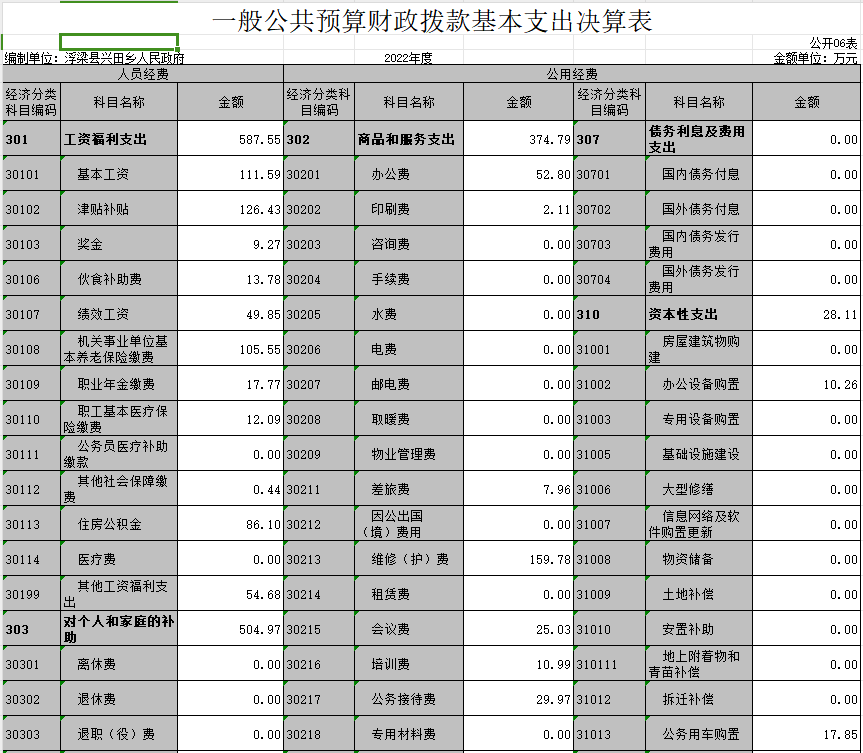 一般公共预算财政拨款基本支出决算表
公开06表
编制单位：浮梁县兴田乡人民政府 2022年度 金额单位：万元
人员经费 公用经费
经济分类科目编码 科目名称 金额 经济分类科目编码 科目名称 金额 经济分类科目编码 科目名称 金额
301 工资福利支出 587.55 302 商品和服务支出 374.79 307 债务利息及费用支出 0.00
30101 基本工资 111.59 30201 办公费 52.80 30701 国内债务付息 0.00
30102 津贴补贴 126.43 30202 印刷费 2.11 30702 国外债务付息 0.00
30103 奖金 9.27 30203 咨询费 0.00 30703 国内债务发行费用 0.00
30106 伙食补助费 13.78 30204 手续费 0.00 30704 国外债务发行费用 0.00
30107 绩效工资 49.85 30205 水费 0.00 310 资本性支出 28.11
30108 机关事业单位基本养老保险缴费 105.55 30206 电费 0.00 31001 房屋建筑物购建 0.00
30109 职业年金缴费 17.77 30207 邮电费 0.00 31002 办公设备购置 10.26
30110 职工基本医疗保险缴费 12.09 30208 取暖费 0.00 31003 专用设备购置 0.00
30111 公务员医疗补助缴款 0.00 30209 物业管理费 0.00 31005 基础设施建设 0.00
30112 其他社会保障缴费 0.44 30211 差旅费 7.96 31006 大型修缮 0.00
30113 住房公积金 86.10 30212 因公出国（境）费用 0.00 31007 信息网络及软件购置更新 0.00
30114 医疗费 0.00 30213 维修（护）费 159.78 31008 物资储备 0.00
30199 其他工资福利支出 54.68 30214 租赁费 0.00 31009 土地补偿 0.00
303 对个人和家庭的补助 504.97 30215 会议费 25.03 31010 安置补助 0.00
30301 离休费 0.00 30216 培训费 10.99 310111 地上附着物和青苗补偿 0.00
30302 退休费 0.00 30217 公务接待费 29.97 31012 拆迁补偿 0.00
30303 退职（役）费 0.00 30218 专用材料费 0.00 31013 公务用车购置 17.85